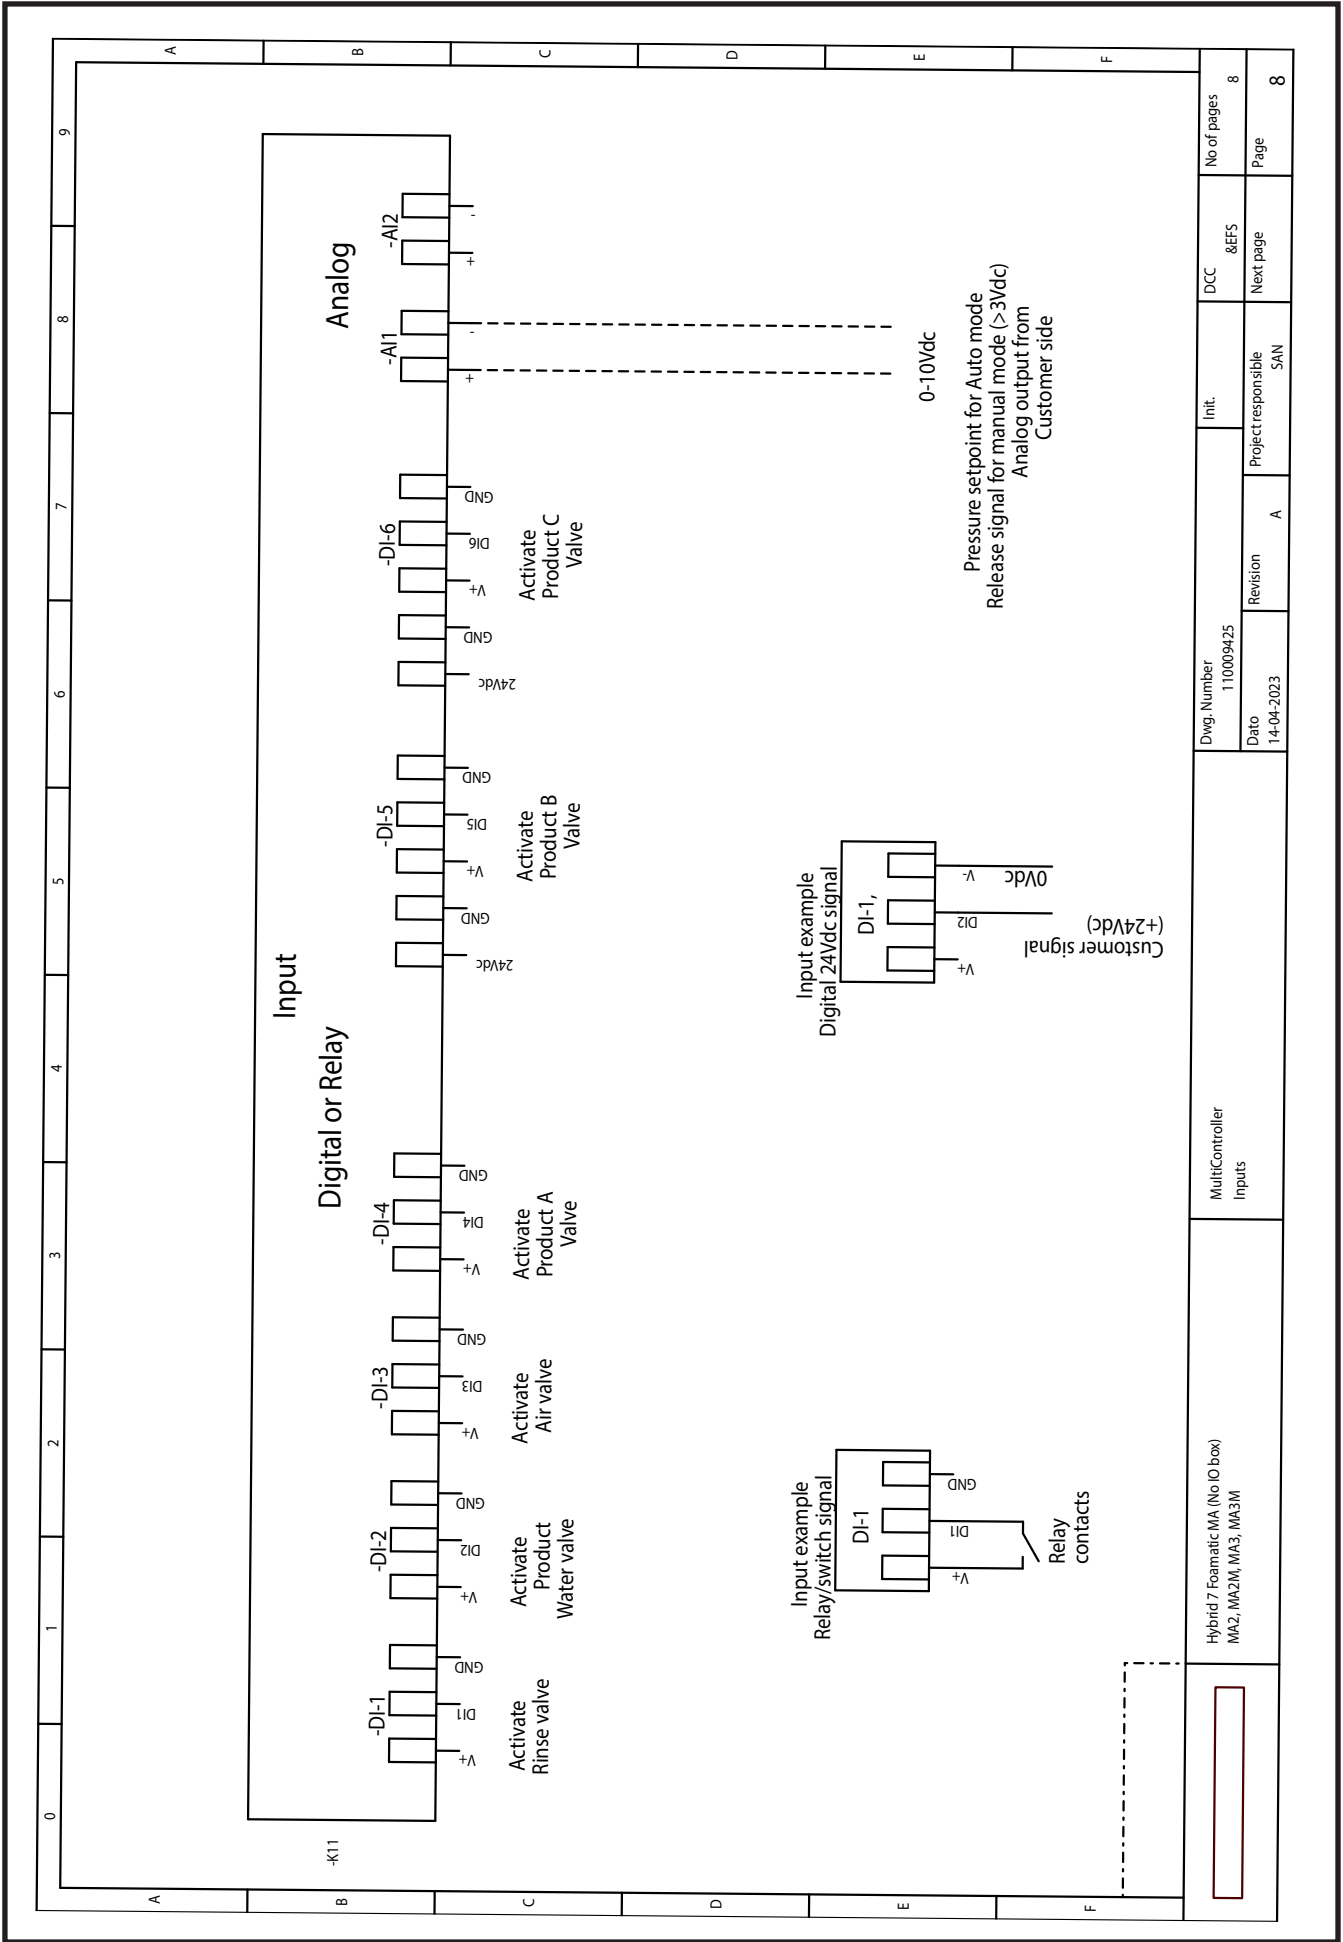 0 1 2 3 4 5 6 7 8 9
A
B
C
D
E
F
A
B
C
D
E
F
-K11
Input
Digital or Relay
Analog
-DI-1
-DI-2
-DI-3
-DI-4
-DI-5
-DI-6
-AI1
-AI2
V+ DI1 GND
V+ DI2 GND
V+ DI3 GND
V+ DI4 GND
24Vdc GND V+ DI5 GND
24Vdc GND V+ DI6 GND
+ -
+ -
Activate
Rinse valve
Activate
Product
Water valve
Activate
Air valve
Activate
Product A
Valve
Activate
Product B
Valve
Activate
Product C
Valve
0-10Vdc
Pressure setpoint for Auto mode
Release signal for manual mode (>3Vdc)
Analog output from
Customer side
Input example
Relay/switch signal
DI-1
V+ DI1 GND
Relay
contacts
Input example
Digital 24Vdc signal
DI-1,
V+ DI2 V-
0Vdc
Customer signal
(+24Vdc)
Hybrid 7 Foamatic MA (No IO box)
MA2, MA2M, MA3, MA3M
MultiController
Inputs
Dwg. Number
110009425
Init.
DCC
&EFS
No of pages
8
Dato
14-04-2023
Revision
A
Project responsible
SAN
Next page
Page
8